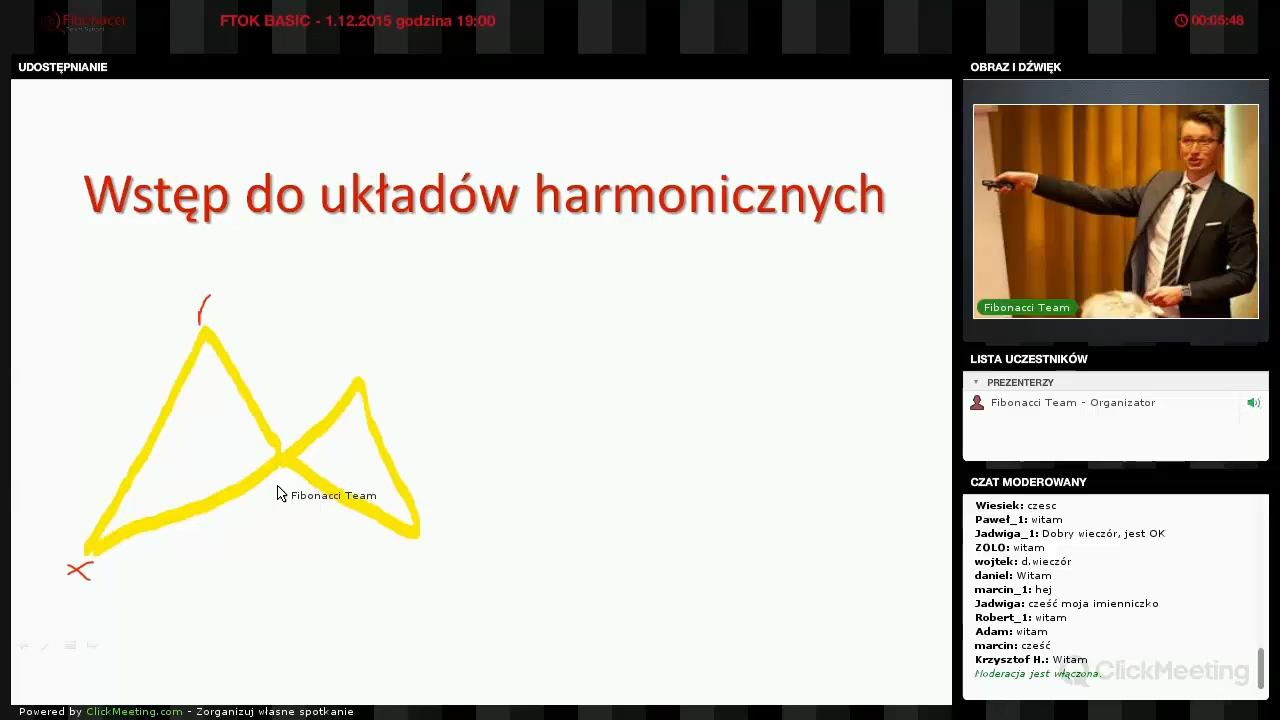 Fibonacci
Team School
FTOK BASIC - 1.12.2015 godzina 19:00
00:05:48
UDOSTĘPNIANIE
OBRAZ I DŹWIĘK
Wstęp do układów harmonicznych
X
Fibonacci Team
Fibonacci Team
LISTA UCZESTNIKÓW
PREZENTERZY
Fibonacci Team - Organizator
CZAT MODEROWANY
Wiesiek: czesc
Paweł_1: witam
Jadwiga_1: Dobry wieczór, jest OK
ZOLO: witam
wojtek: d.wieczór
daniel: Witam
marcin_1: hej
Jadwiga: cześć moja imienniczko
Robert_1: witam
Adam: witam
marcin: cześć
Krzysztof H.: Witam
Moderacja jest włączona.
ClickMeeting
Powered by ClickMeeting.com - Zorganizuj własne spotkanie